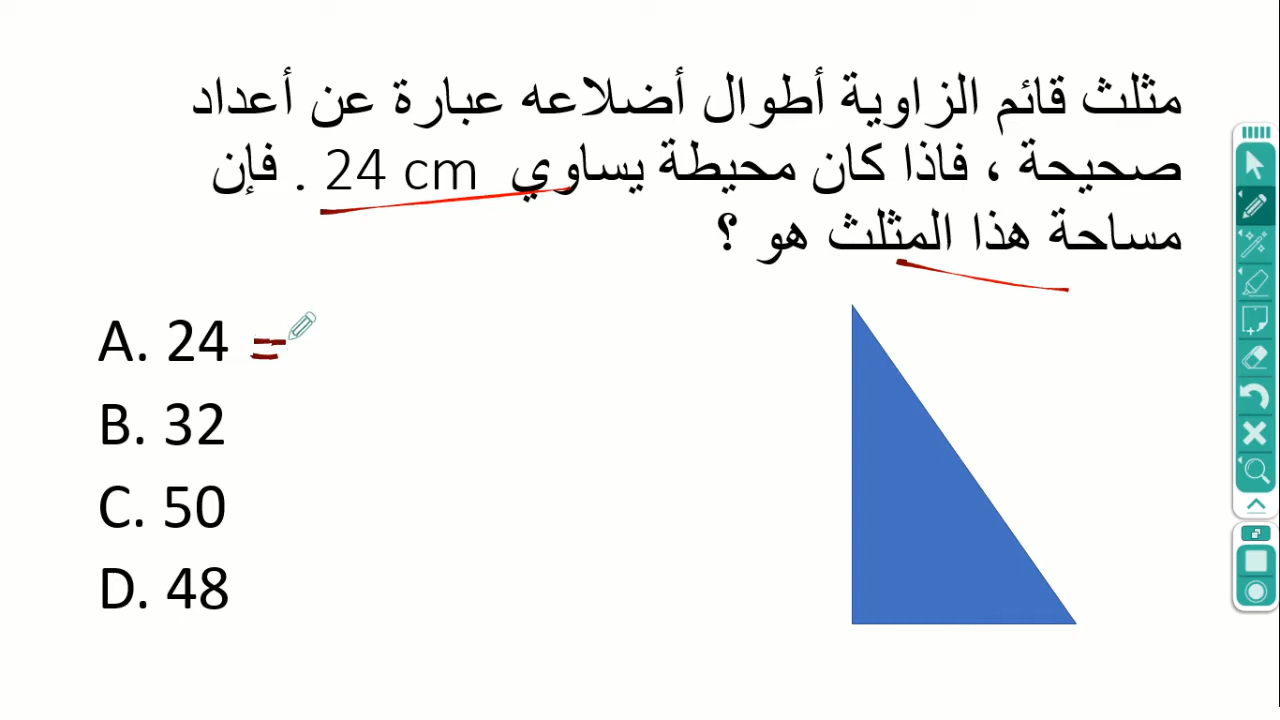 مثلث قائم الزاوية أطوال أضلاعه عبارة عن أعداد
صحيحة ، فاذا كان محيطة يساوي 24 cm . فإن
مساحة هذا المثلث هو ؟
A. 24 =
B. 32
C. 50
D. 48